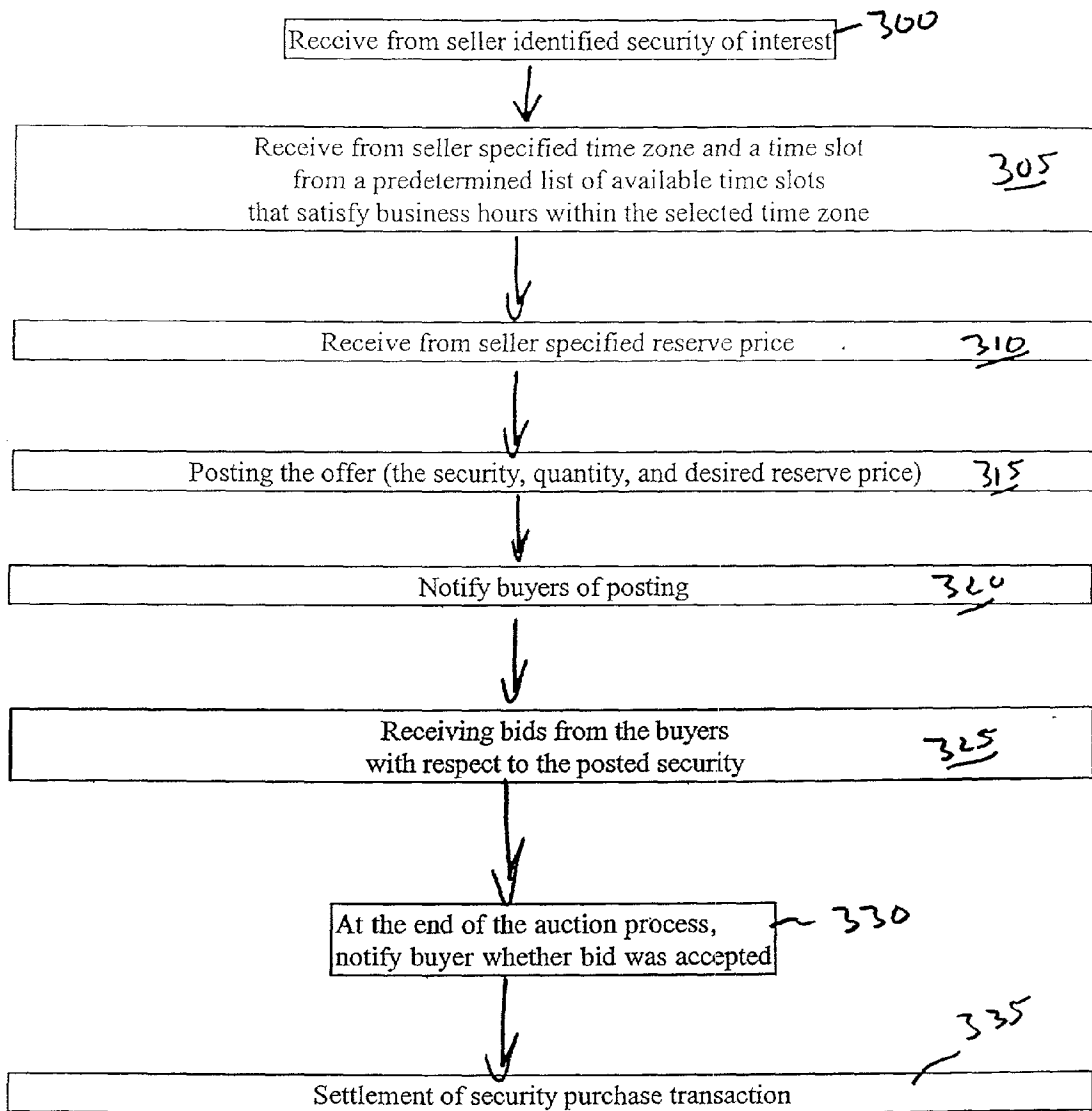 Receive from seller identified security of interest 300
Receive from seller specified time zone and a time slot
from a predetermined list of available time slots
that satisfy business hours within the selected time zone
305
Receive from seller specified reserve price 310
Posting the offer (the security, quantity, and desired reserve price) 315
Notify buyers of posting 320
Receiving bids from the buyers
with respect to the posted security
325
At the end of the auction process,
notify buyer whether bid was accepted
330
335
Settlement of security purchase transaction